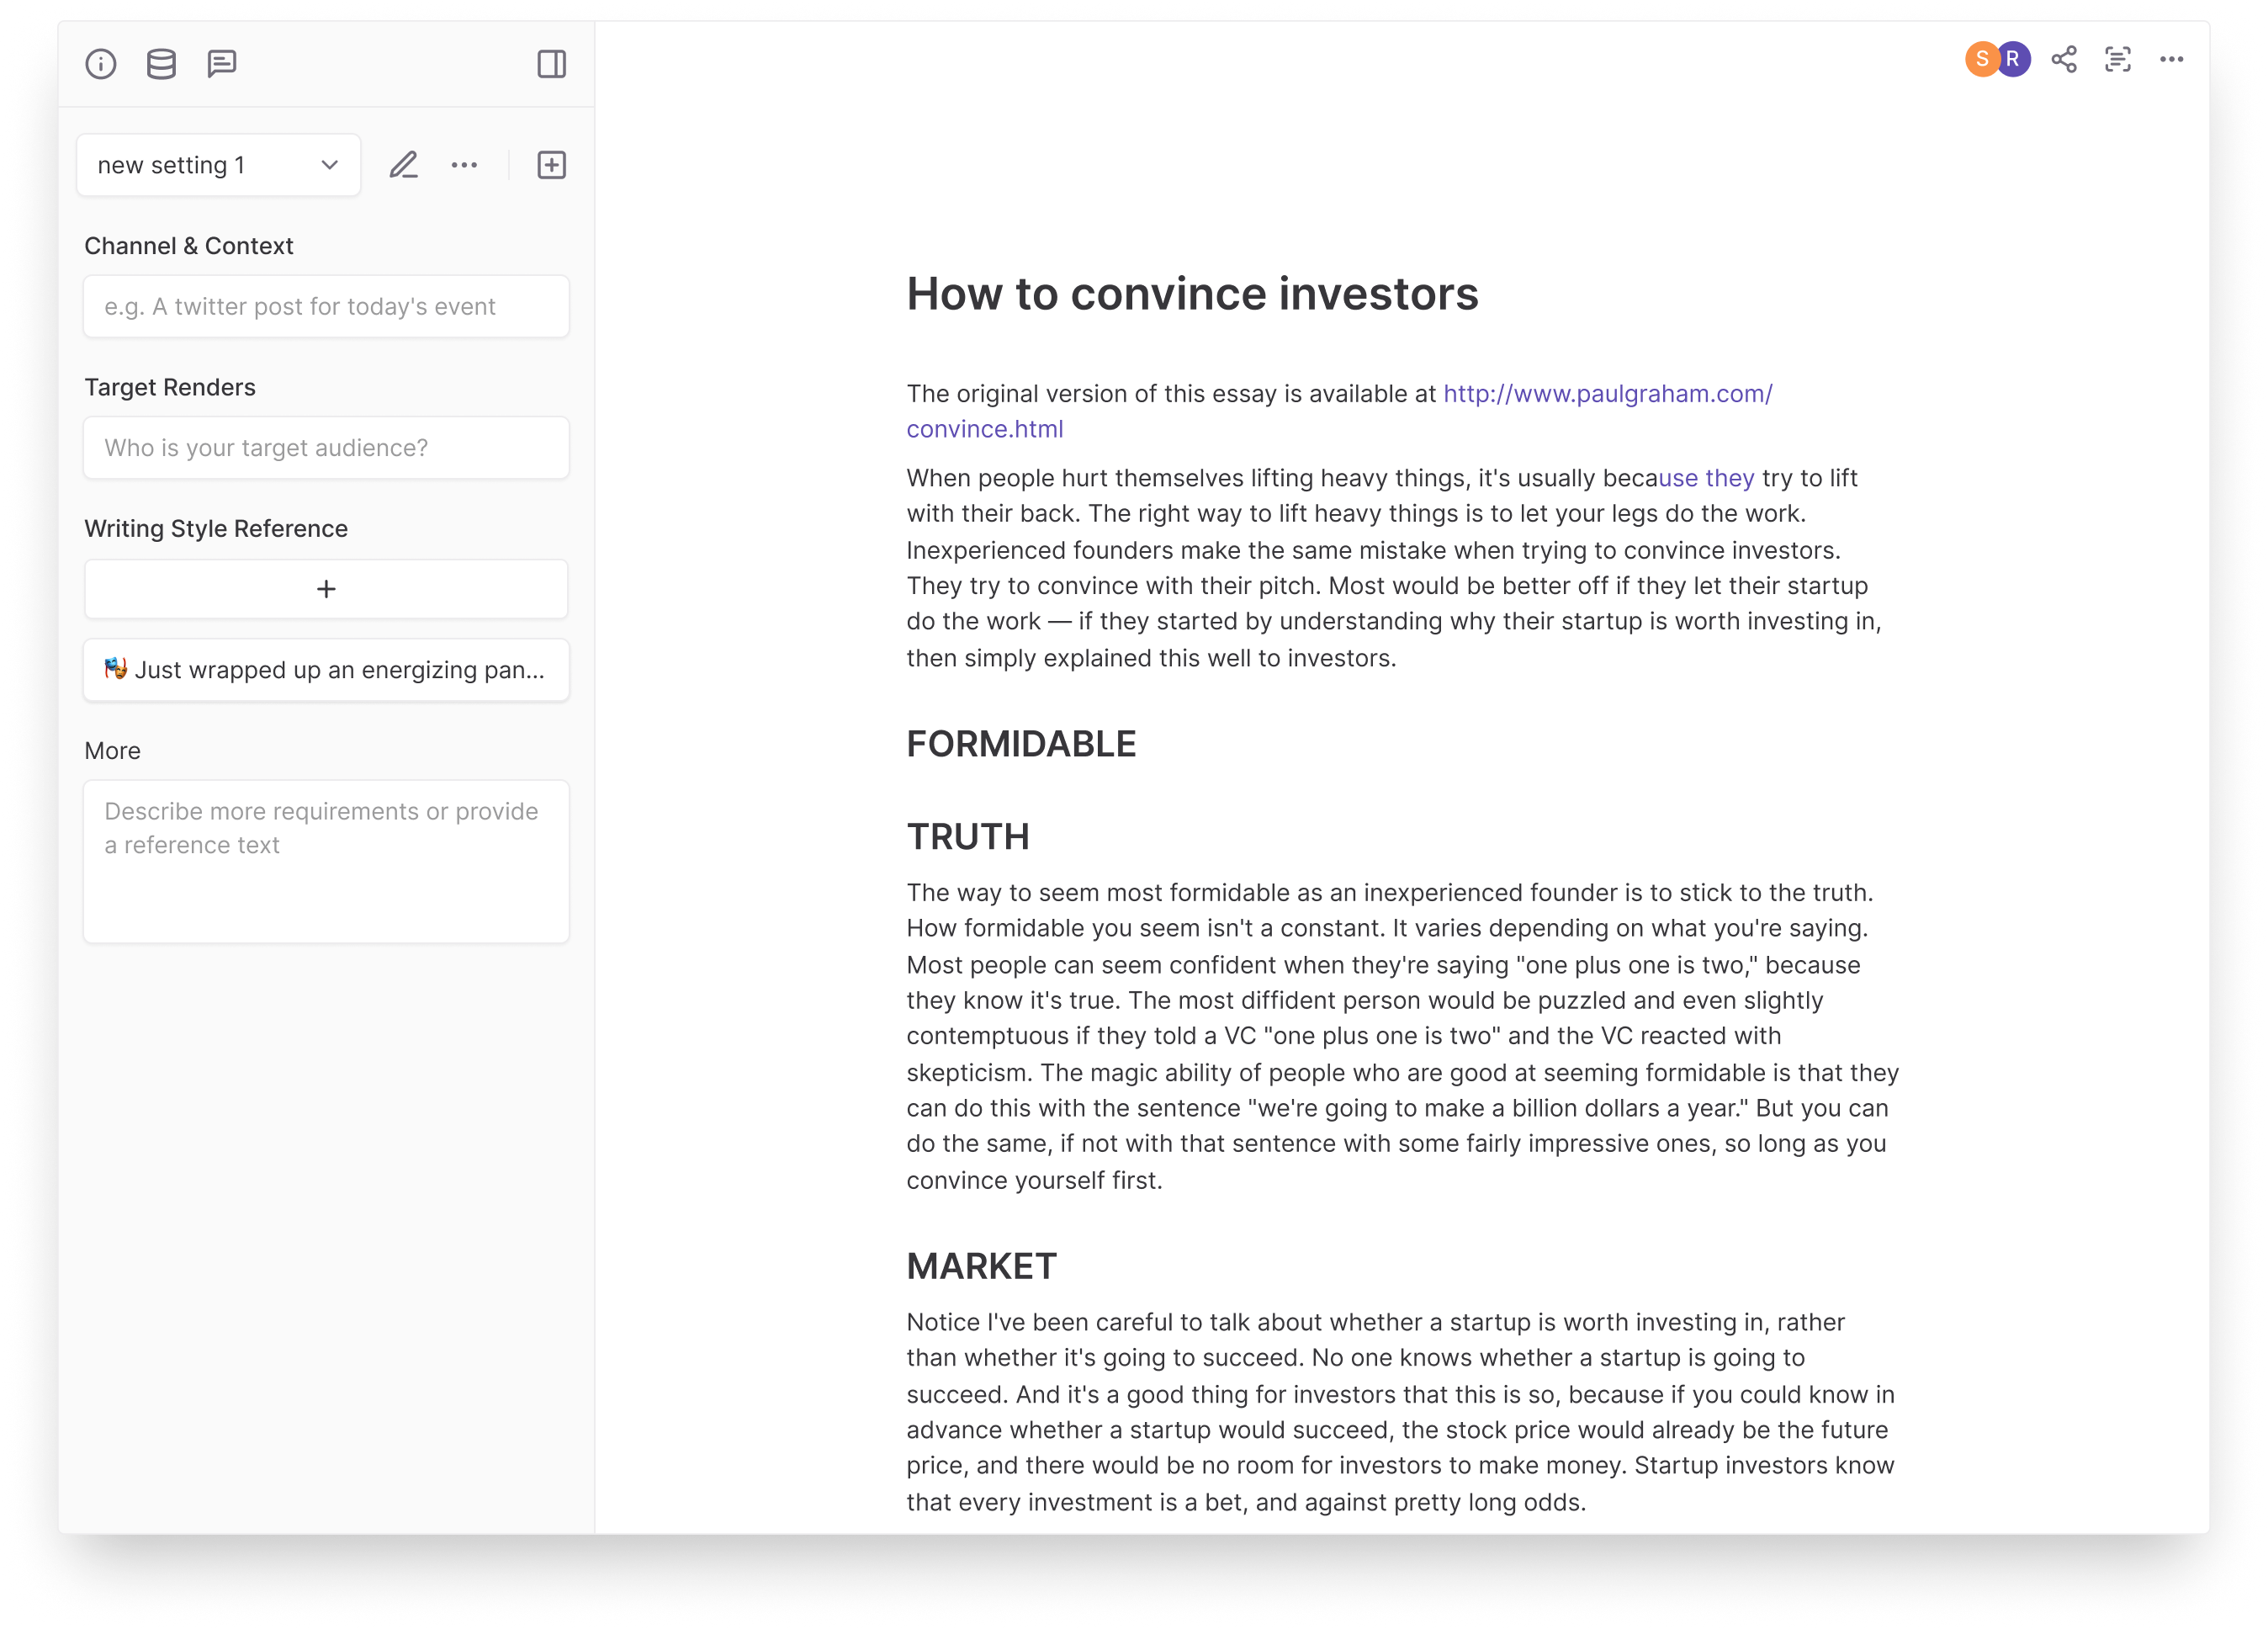 S R
new setting 1
Channel & Context
e.g. A twitter post for today's event
Target Renders
Who is your target audience?
Writing Style Reference
+
🎭 Just wrapped up an energizing pan...
More
Describe more requirements or provide
a reference text
How to convince investors
The original version of this essay is available at http://www.paulgraham.com/
convince.html
When people hurt themselves lifting heavy things, it's usually because they try to lift
with their back. The right way to lift heavy things is to let your legs do the work.
Inexperienced founders make the same mistake when trying to convince investors.
They try to convince with their pitch. Most would be better off if they let their startup
do the work — if they started by understanding why their startup is worth investing in,
then simply explained this well to investors.
FORMIDABLE
TRUTH
The way to seem most formidable as an inexperienced founder is to stick to the truth.
How formidable you seem isn't a constant. It varies depending on what you're saying.
Most people can seem confident when they're saying "one plus one is two," because
they know it's true. The most diffident person would be puzzled and even slightly
contemptuous if they told a VC "one plus one is two" and the VC reacted with
skepticism. The magic ability of people who are good at seeming formidable is that they
can do this with the sentence "we're going to make a billion dollars a year." But you can
do the same, if not with that sentence with some fairly impressive ones, so long as you
convince yourself first.
MARKET
Notice I've been careful to talk about whether a startup is worth investing in, rather
than whether it's going to succeed. No one knows whether a startup is going to
succeed. And it's a good thing for investors that this is so, because if you could know in
advance whether a startup would succeed, the stock price would already be the future
price, and there would be no room for investors to make money. Startup investors know
that every investment is a bet, and against pretty long odds.